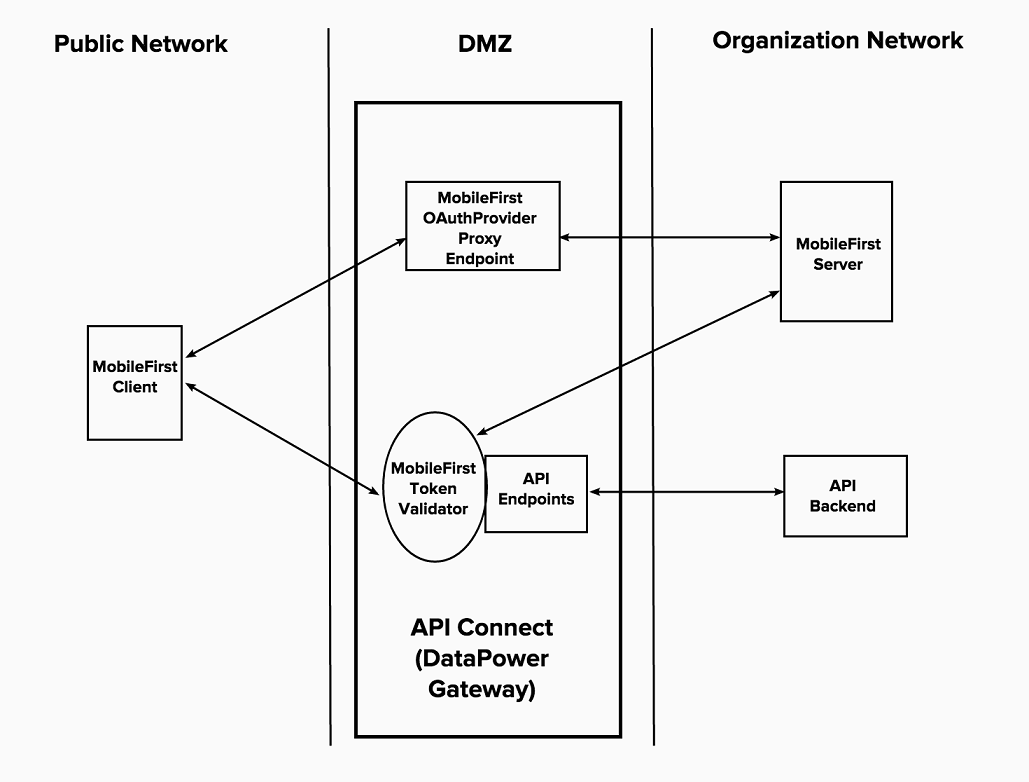 Public Network
DMZ
Organization Network
MobileFirst
OAuthProvider
Proxy
Endpoint
MobileFirst
Server
MobileFirst
Client
MobileFirst
Token
Validator
API
Endpoints
API
Backend
API Connect
(DataPower
Gateway)